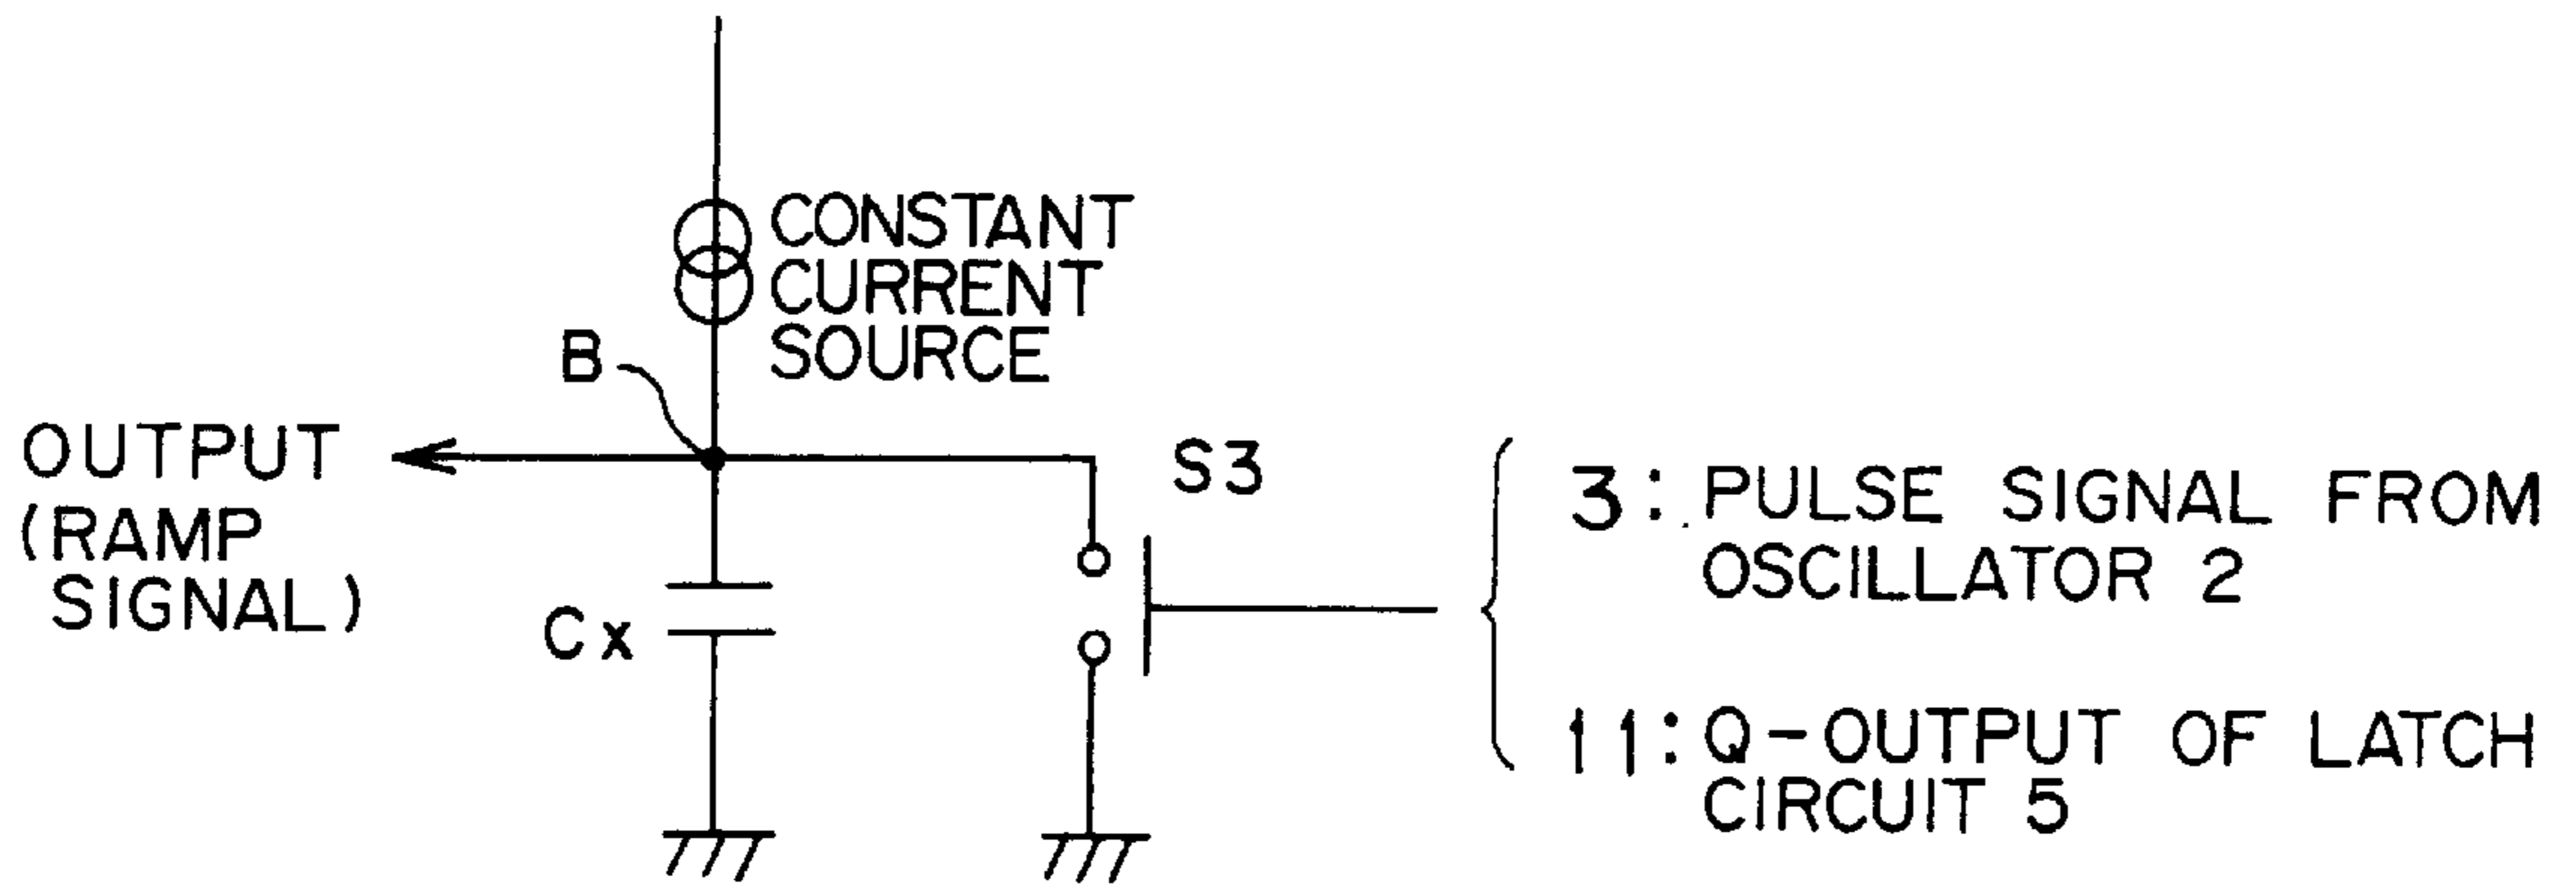 CONSTANT
CURRENT
SOURCE
B
OUTPUT
(RAMP
SIGNAL)
Cx
S3
3: PULSE SIGNAL FROM
OSCILLATOR 2
11: Q-OUTPUT OF LATCH
CIRCUIT 5